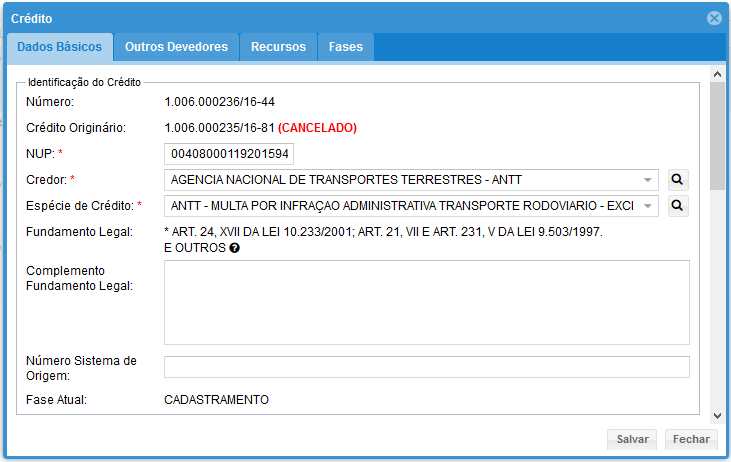 Crédito
Dados Básicos Outros Devedores Recursos Fases
Identificação do Crédito
Número: 1.006.000236/16-44
Crédito Originário: 1.006.000235/16-81 (CANCELADO)
NUP: * 00408000119201594
Credor: * AGENCIA NACIONAL DE TRANSPORTES TERRESTRES - ANTT
Espécie de Crédito: * ANTT - MULTA POR INFRAÇAO ADMINISTRATIVA TRANSPORTE RODOVIARIO - EXCI
Fundamento Legal: * ART. 24, XVII DA LEI 10.233/2001; ART. 21, VII E ART. 231, V DA LEI 9.503/1997.
E OUTROS ?
Complemento
Fundamento Legal:
Número Sistema de
Origem:
Fase Atual: CADASTRAMENTO
Salvar Fechar